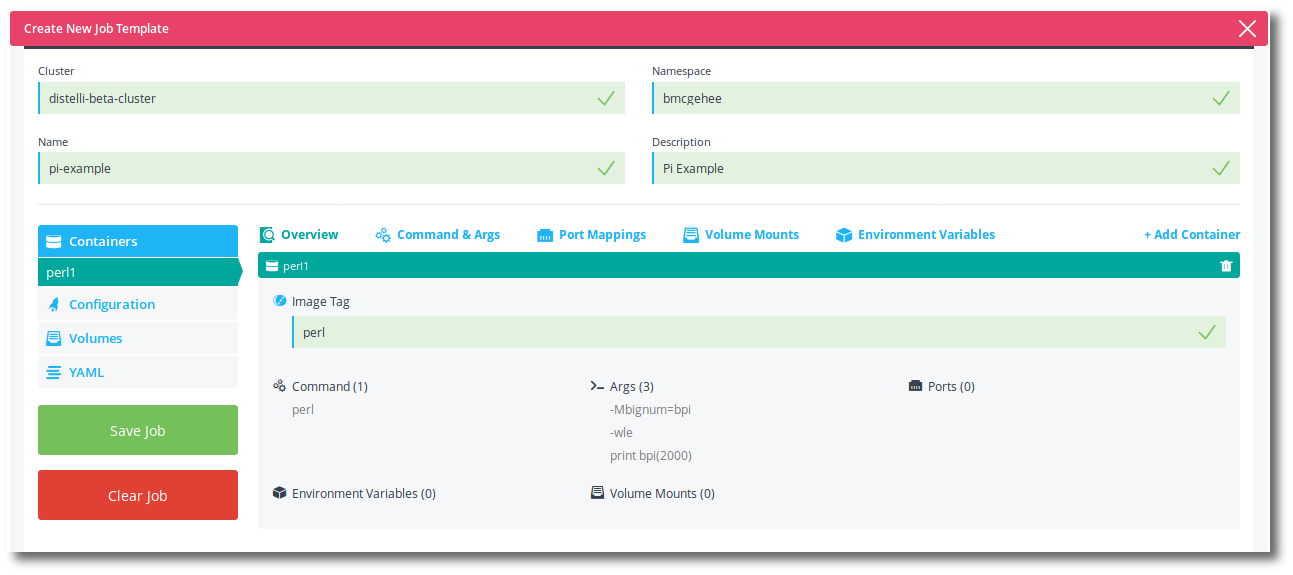 Create New Job Template
Cluster
Namespace
distelli-beta-cluster
bmcgehee
Name
Description
pi-example
Pi Example
Containers
Overview
Command & Args
Port Mappings
Volume Mounts
Environment Variables
+ Add Container
perl1
perl1
Configuration
Image Tag
perl
Volumes
YAML
Command (1)
Args (3)
Ports (0)
perl
-Mbignum=bpi
-wle
print bpi(2000)
Save Job
Environment Variables (0)
Volume Mounts (0)
Clear Job